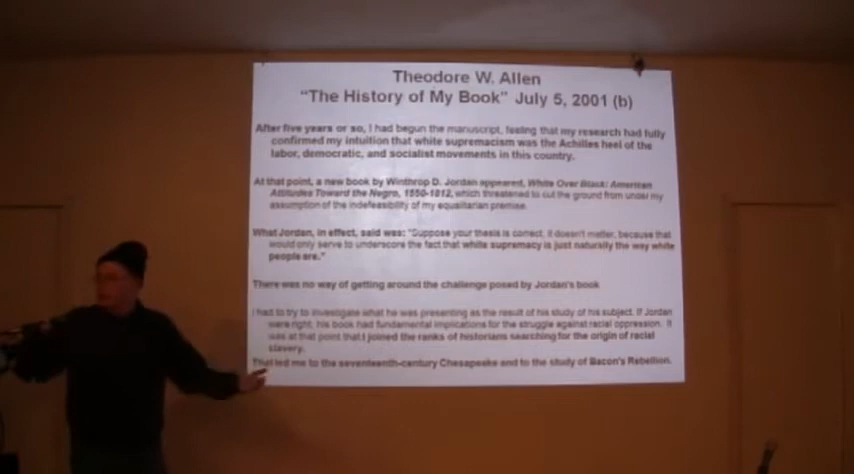 Theodore W. Allen
"The History of My Book" July 5, 2001 (b)
After five years or so, I had begun the manuscript, feeling that my research had fully
confirmed my intuition that white supremacism was the Achilles heel of the
labor, democratic, and socialist movements in this country.
At that point, a new book by Winthrop D. Jordan appeared, White Over Black: American
Attitudes Toward the Negro, 1550-1812, which threatened to cut the ground from under my
assumption of the indefeasibility of my equalitarian premise.
What Jordan, in effect, said was: "Suppose your thesis is correct, it doesn't matter, because that
would only serve to underscore the fact that white supremacy is just naturally the way white
people are."
There was no way of getting around the challenge posed by Jordan's book
I had to try to investigate what he was presenting as the result of his study of his subject. If Jordan
were right, his book had fundamental implications for the struggle against racial oppression. It
was at that point that I joined the ranks of historians searching for the origin of racial
slavery.
That led me to the seventeenth-century Chesapeake and to the study of Bacon's Rebellion.